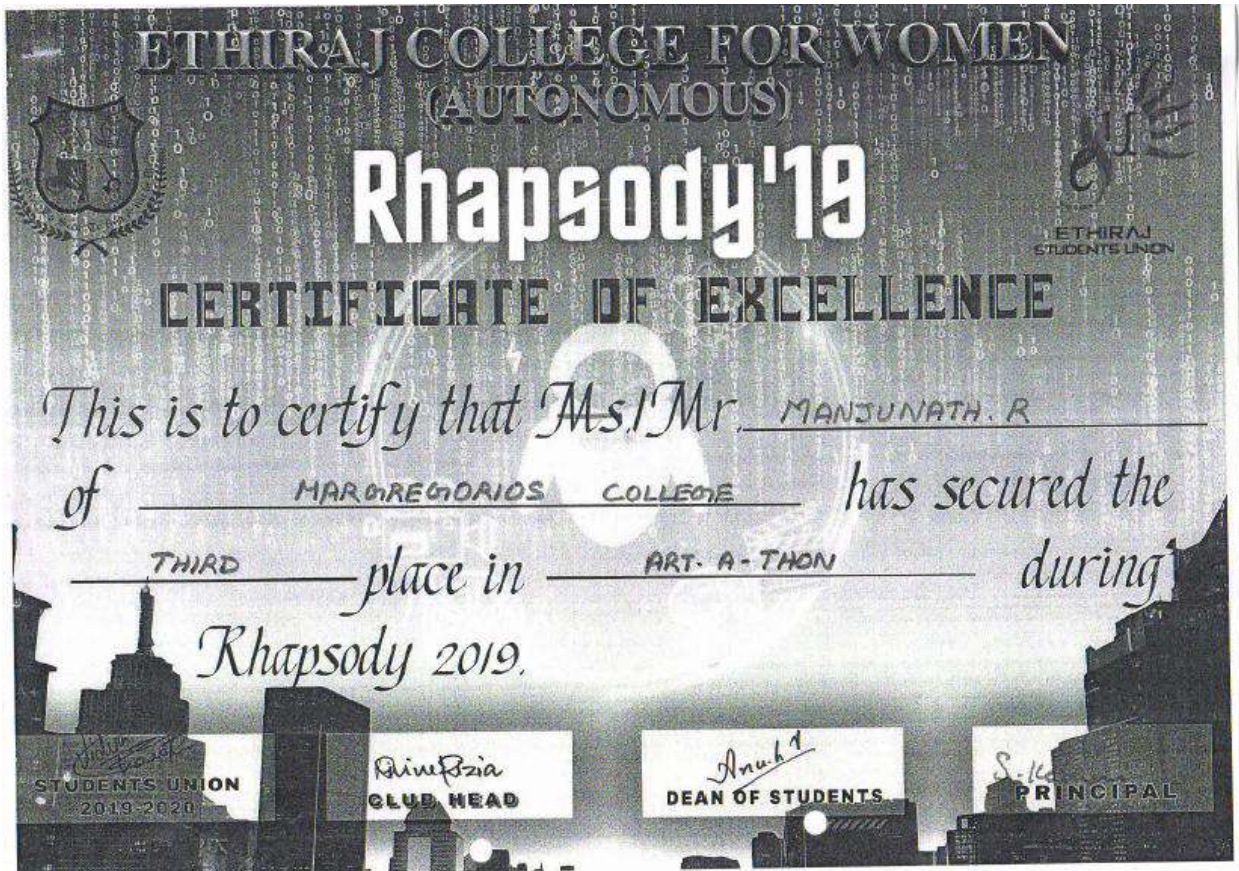 ETHIRAJ COLLEGE FOR WOMEN
(AUTONOMOUS)
Rhapsody'19
ETHIRAJ
STUDENTS UNION
CERTIFICATE OF EXCELLENCE
This is to certify that Ms./Mr. MANJUNATH. R
of MARGREGORIOS COLLEGE has secured the
THIRD place in ART-A-THON during
Rhapsody 2019.
STUDENTS UNION
2019-2020
CLUB HEAD
DEAN OF STUDENTS
PRINCIPAL